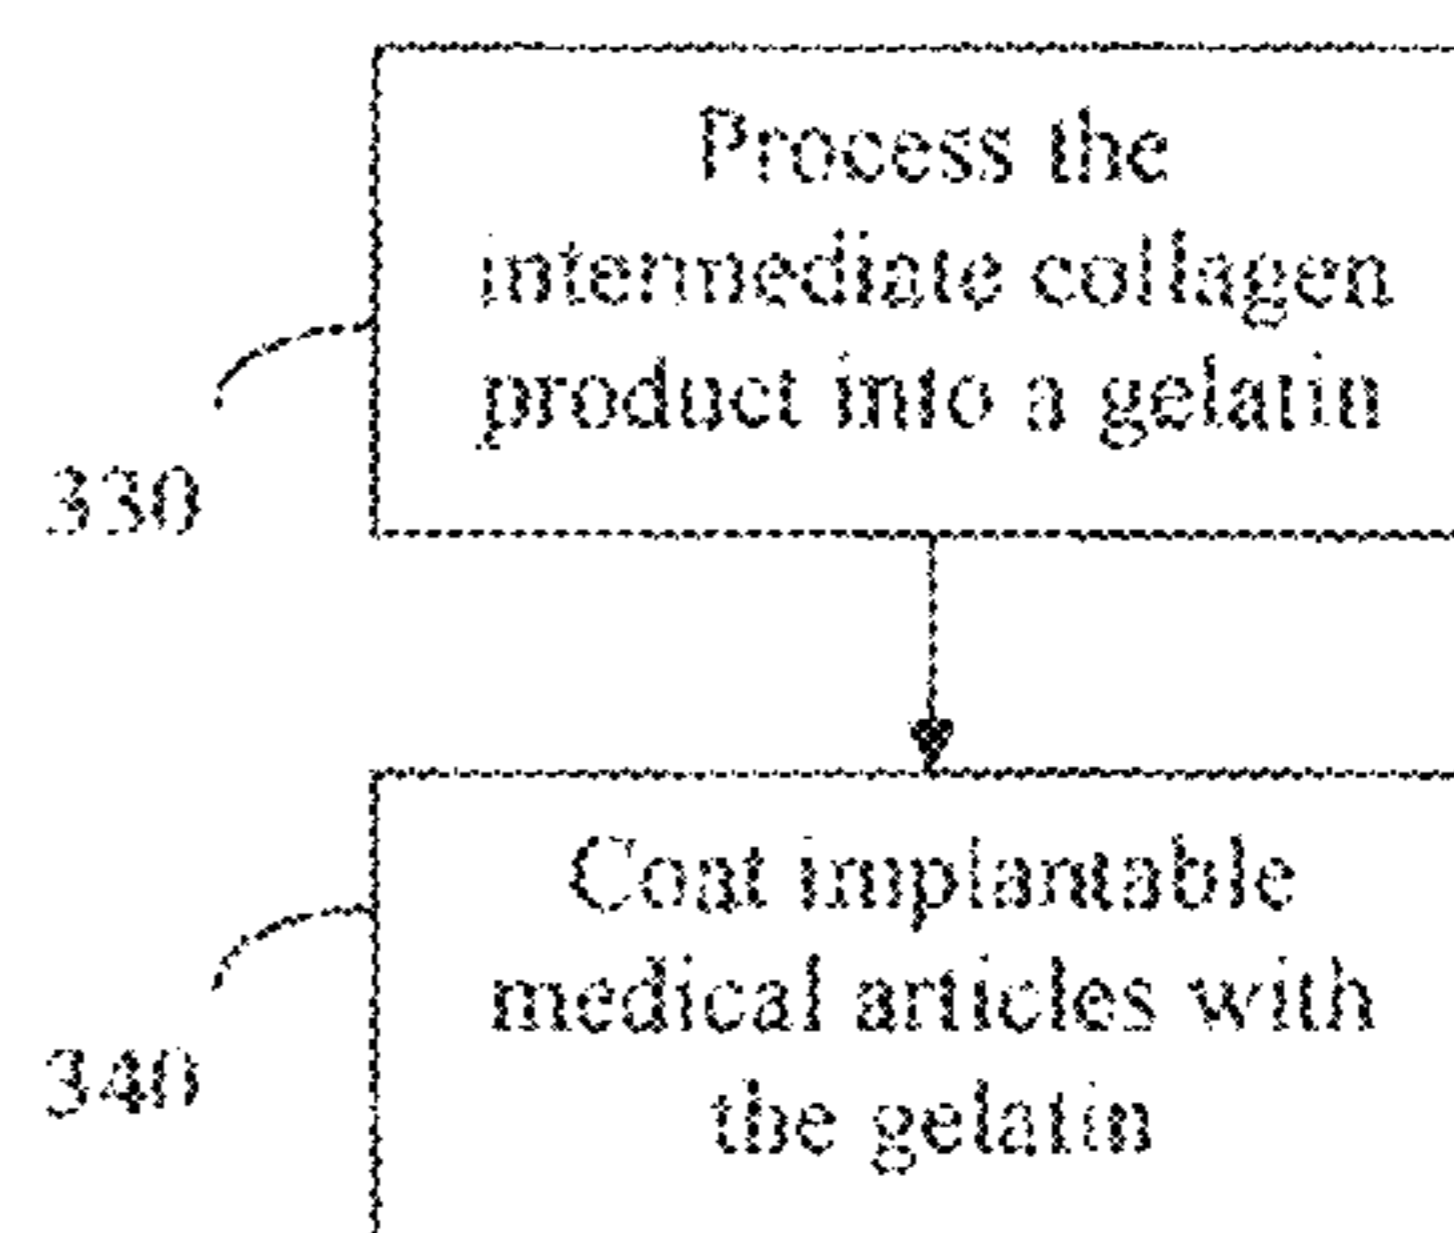 Process the
intermediate collagen
product into a gelatin
330
Coat implantable
medical articles with
the gelatin
340